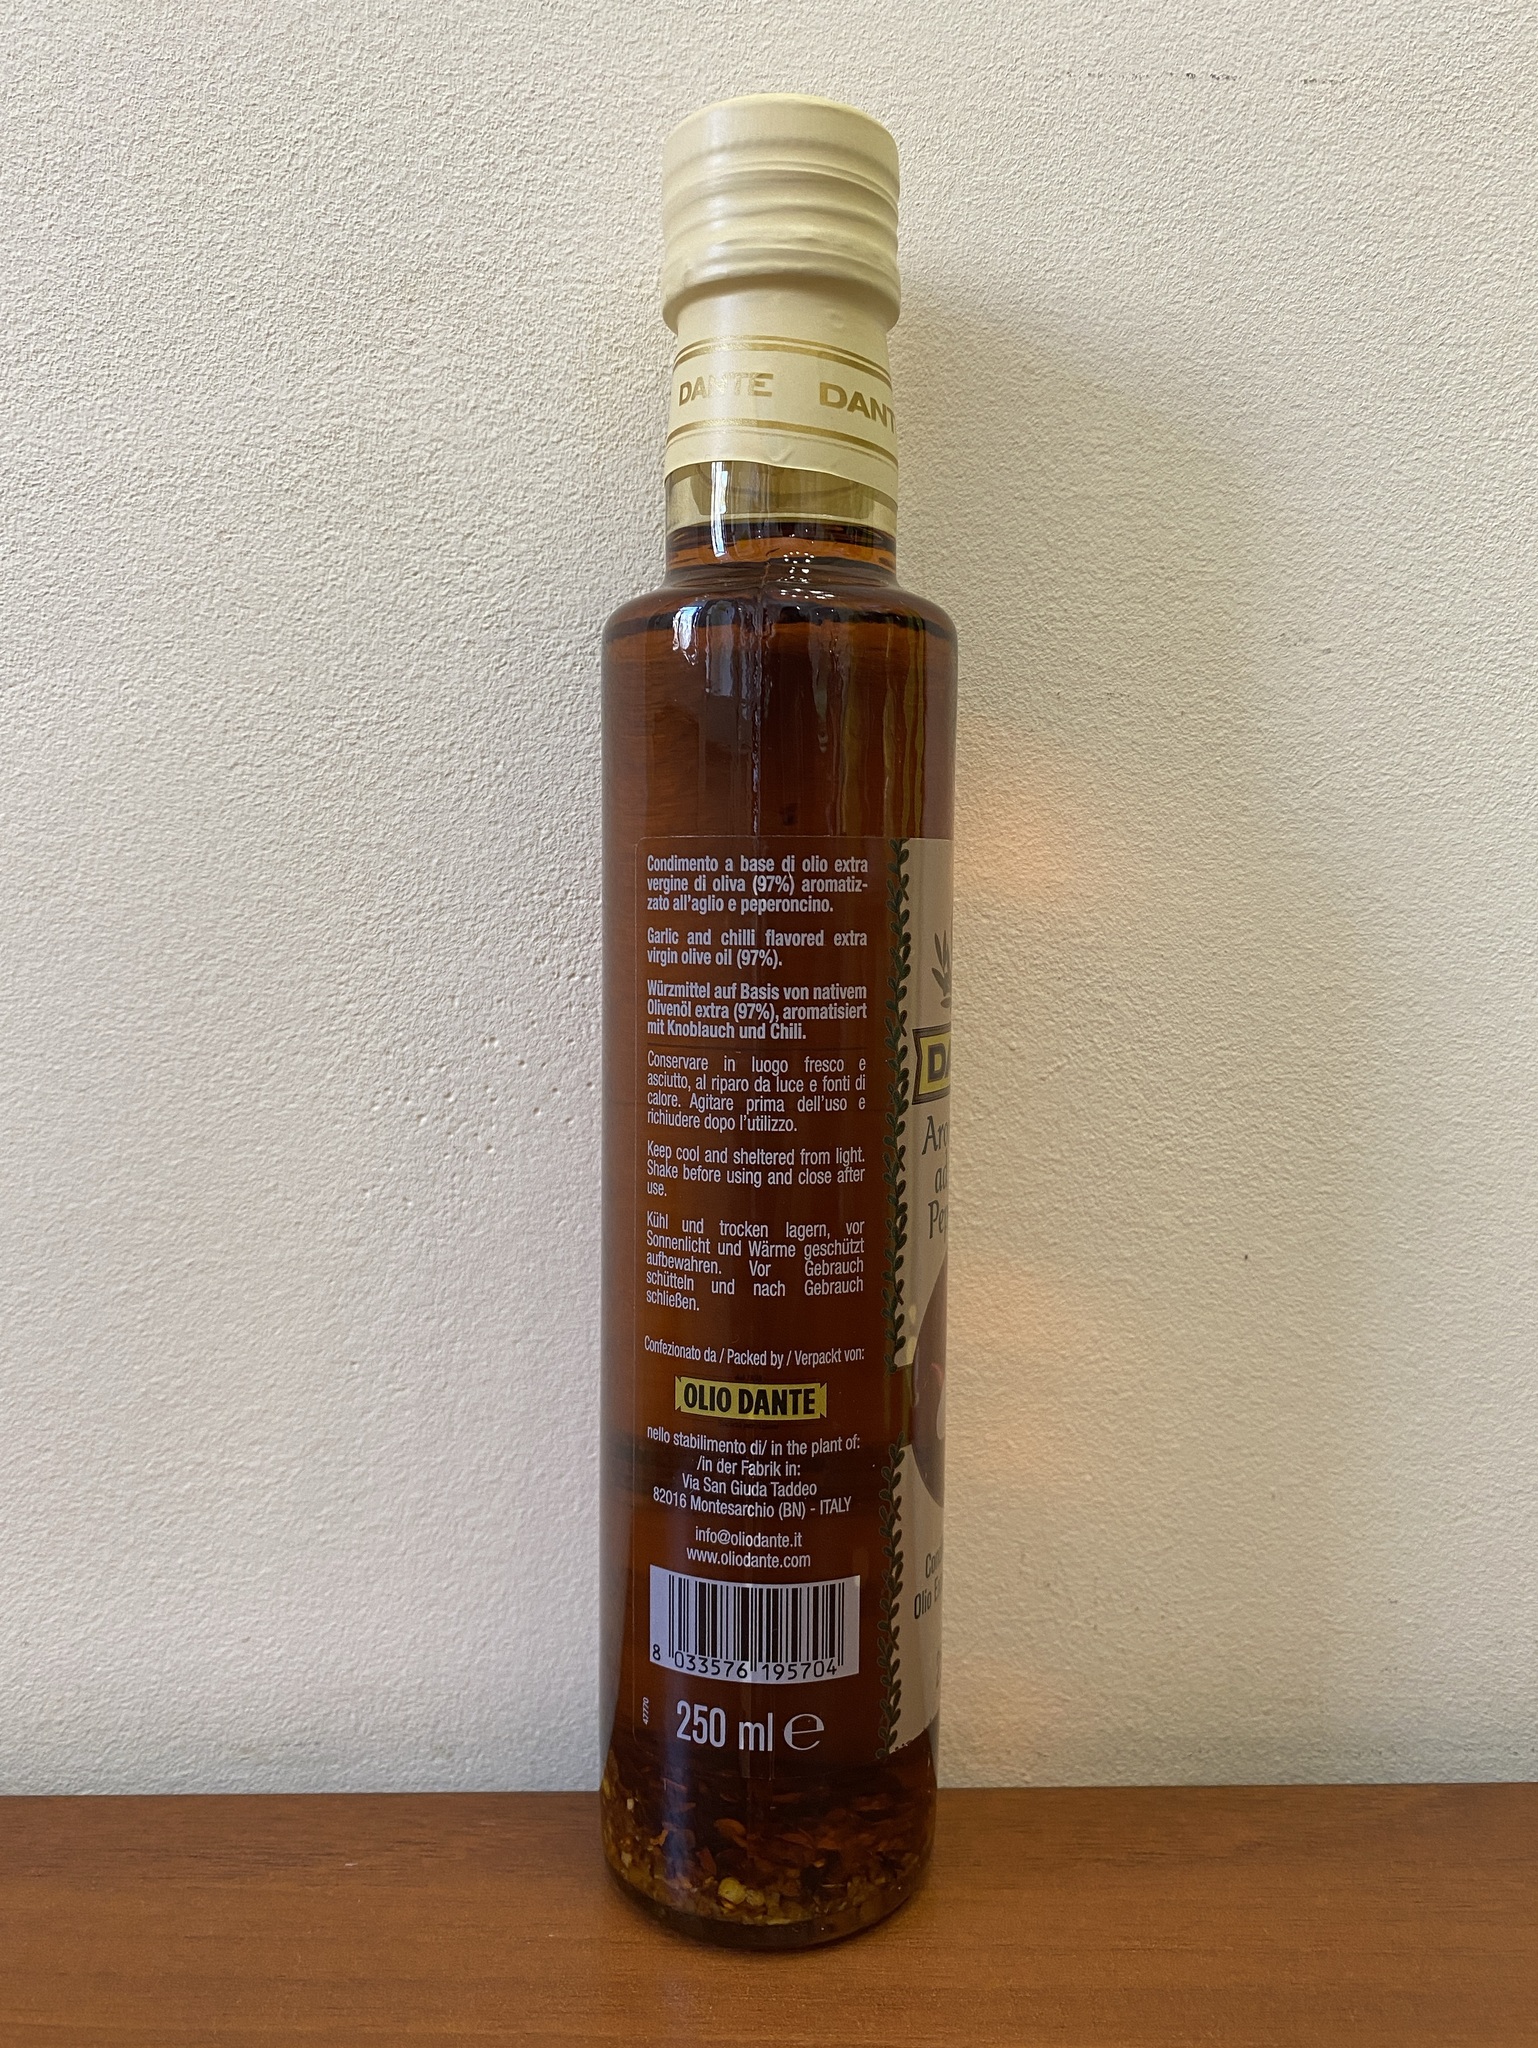 DANTE DANT
Condimento a base di olio extra
vergine di oliva (97%) aromatiz-
zato all'aglio e peperoncino.
Garlic and chilli flavored extra
virgin olive oil (97%).
Würzmittel auf Basis von nativem
Olivenöl extra (97%), aromatisiert
mit Knoblauch und Chili.
Conservare in luogo fresco e
asciutto, al riparo da luce e fonti di
calore. Agitare prima dell'uso e
richiudere dopo l'utilizzo.
Keep cool and sheltered from light.
Shake before using and close after
use.
Kühl und trocken lagern, vor
Sonnenlicht und Wärme geschützt
aufbewahren. Vor Gebrauch
schütteln und nach Gebrauch
schließen.
Confezionato da / Packed by / Verpackt von:
OLIO DANTE
nello stabilimento di/ in the plant of:
/in der Fabrik in:
Via San Giuda Taddeo
82016 Montesarchio (BN) - ITALY
info@oliodante.it
www.oliodante.com
8 033576 195704
47770
250 ml e
DA
Olio E